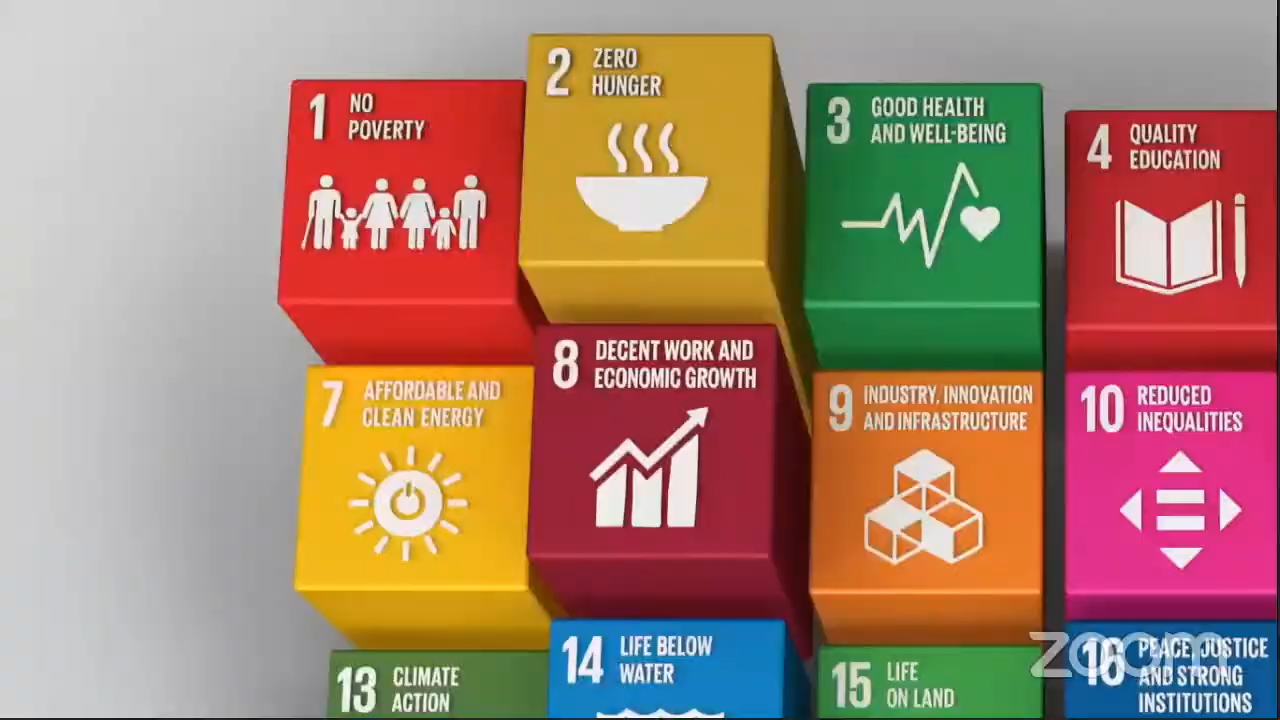 1 NO
POVERTY
2 ZERO
HUNGER
3 GOOD HEALTH
AND WELL-BEING
4 QUALITY
EDUCATION
7 AFFORDABLE AND
CLEAN ENERGY
8 DECENT WORK AND
ECONOMIC GROWTH
9 INDUSTRY, INNOVATION
AND INFRASTRUCTURE
10 REDUCED
INEQUALITIES
13 CLIMATE
ACTION
14 LIFE BELOW
WATER
15 LIFE
ON LAND
16 PEACE, JUSTICE
AND STRONG
INSTITUTIONS
zoom